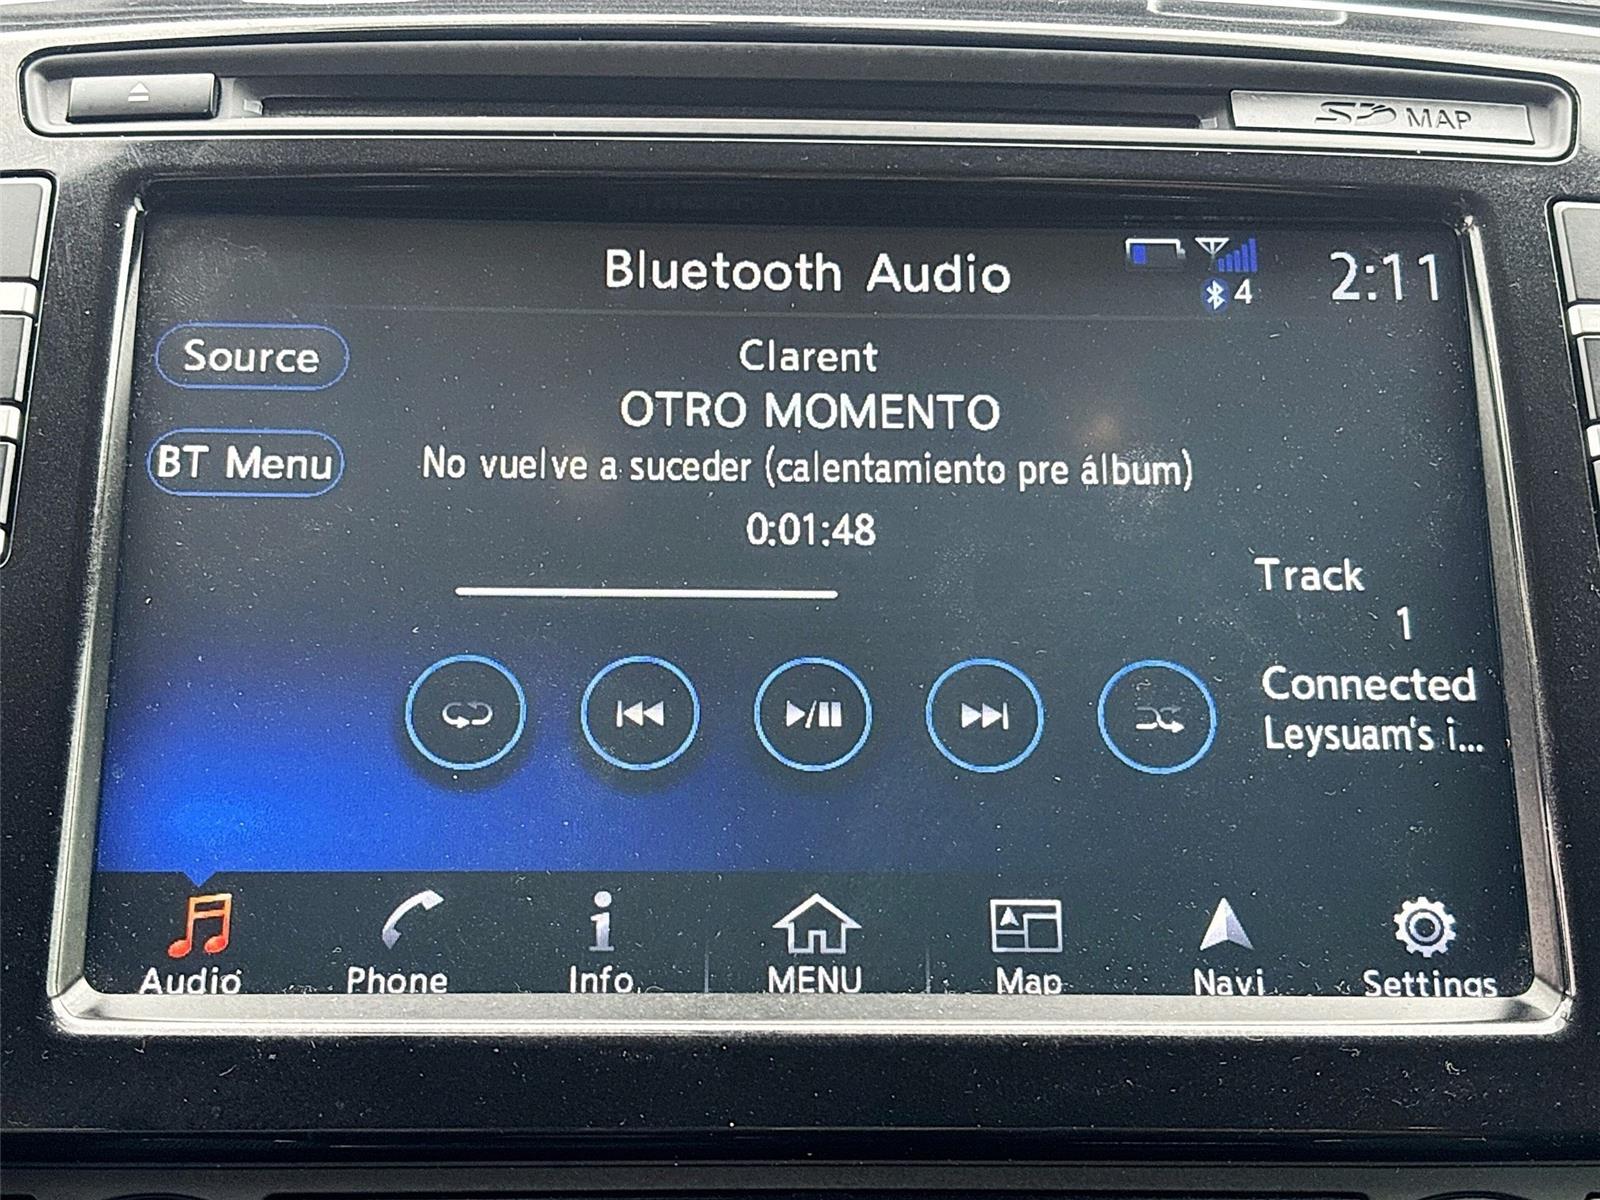 SD MAP
Bluetooth Audio
4
2:11
Source
Clarent
OTRO MOMENTO
BT Menu
No vuelve a suceder (calentamiento pre álbum)
0:01:48
Track
1
Connected
Leysuam's i...
Audio
Phone
Info
MENU
Map
Navi
Settings